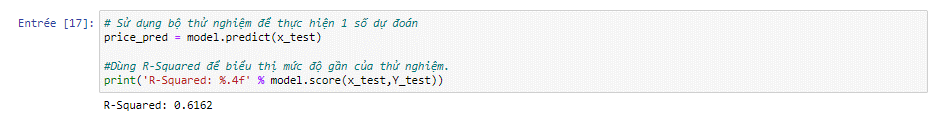 Entrée [17]: # Sử dụng bộ thử nghiệm để thực hiện 1 số dự đoán
price_pred = model.predict(x_test)
#Dùng R-Squared để biểu thị mức độ gần của thử nghiệm.
print('R-Squared: %.4f' % model.score(x_test,Y_test))
R-Squared: 0.6162